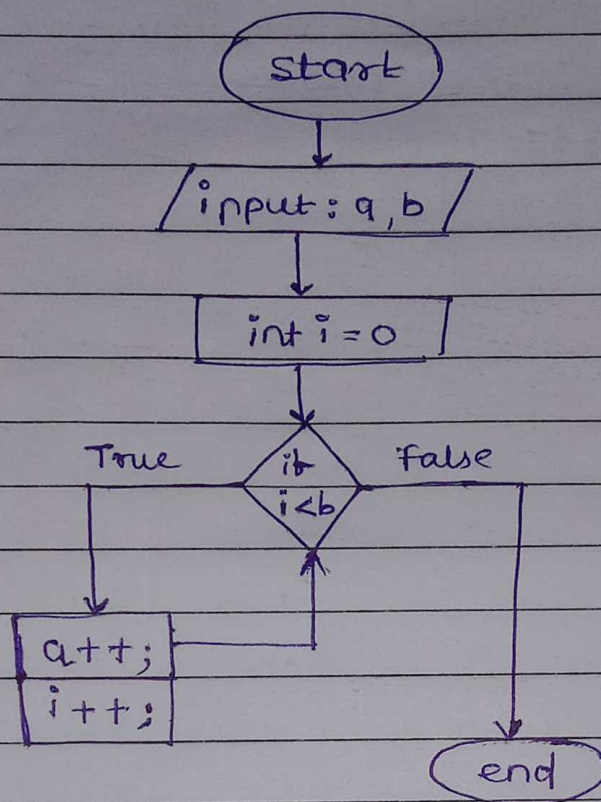 start
input: a, b
int i = 0
True
if
i<b
False
a++;
i++;
end